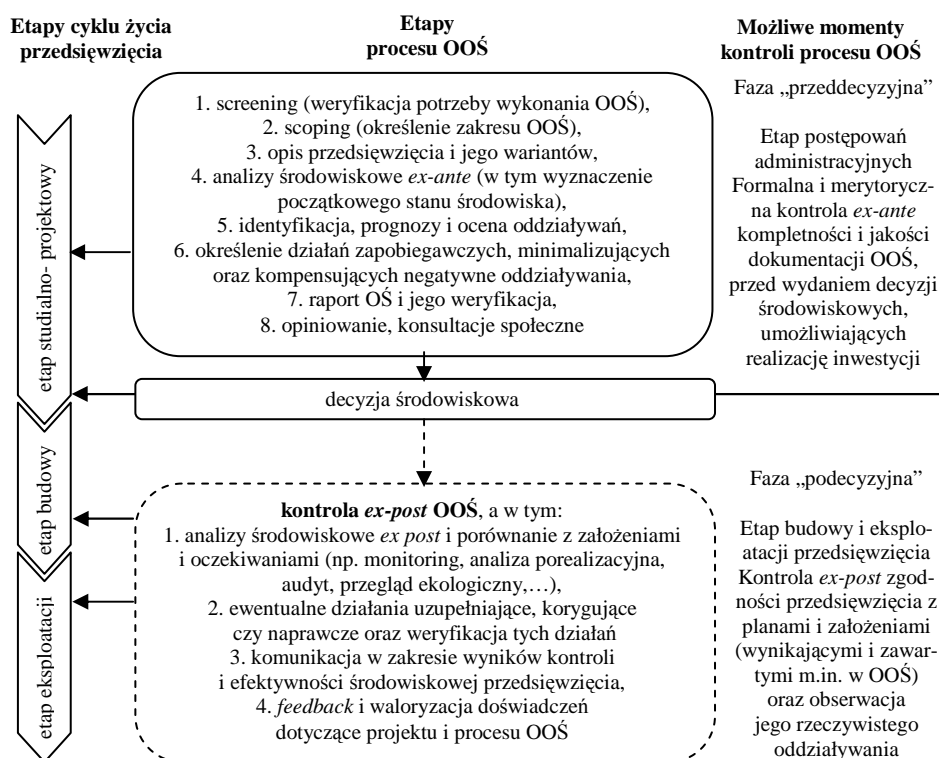 Etapy cyklu życia
przedsięwzięcia
Etapy
procesu OOŚ
Możliwe momenty
kontroli procesu OOŚ
etap studialno- projektowy
etap budowy
etap eksploatacji
1. screening (weryfikacja potrzeby wykonania OOŚ),
2. scoping (określenie zakresu OOŚ),
3. opis przedsięwzięcia i jego wariantów,
4. analizy środowiskowe ex-ante (w tym wyznaczenie
początkowego stanu środowiska),
5. identyfikacja, prognozy i ocena oddziaływań,
6. określenie działań zapobiegawczych, minimalizujących
oraz kompensujących negatywne oddziaływania,
7. raport OŚ i jego weryfikacja,
8. opiniowanie, konsultacje społeczne
decyzja środowiskowa
kontrola ex-post OOŚ, a w tym:
1. analizy środowiskowe ex post i porównanie z założeniami
i oczekiwaniami (np. monitoring, analiza porealizacyjna,
audyt, przegląd ekologiczny,…),
2. ewentualne działania uzupełniające, korygujące
czy naprawcze oraz weryfikacja tych działań
3. komunikacja w zakresie wyników kontroli
i efektywności środowiskowej przedsięwzięcia,
4. feedback i waloryzacja doświadczeń
dotyczące projektu i procesu OOŚ
Faza „przeddecyzyjna”
Etap postępowań
administracyjnych
Formalna i merytorycz-
na kontrola ex-ante
kompletności i jakości
dokumentacji OOŚ,
przed wydaniem decyzji
środowiskowych,
umożliwiających
realizację inwestycji
Faza „podecyzyjna”
Etap budowy i eksplo-
atacji przedsięwzięcia
Kontrola ex-post zgod-
ności przedsięwzięcia z
planami i założeniami
(wynikającymi i zawar-
tymi m.in. w OOŚ)
oraz obserwacja
jego rzeczywistego
oddziaływania